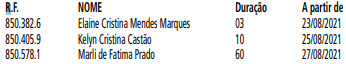 R.F. NOME Duração A partir de
850.382.6 Elaine Cristina Mendes Marques 03 23/08/2021
850.405.9 Kelyn Cristina Castão 10 25/08/2021
850.578.1 Marli de Fatima Prado 60 27/08/2021